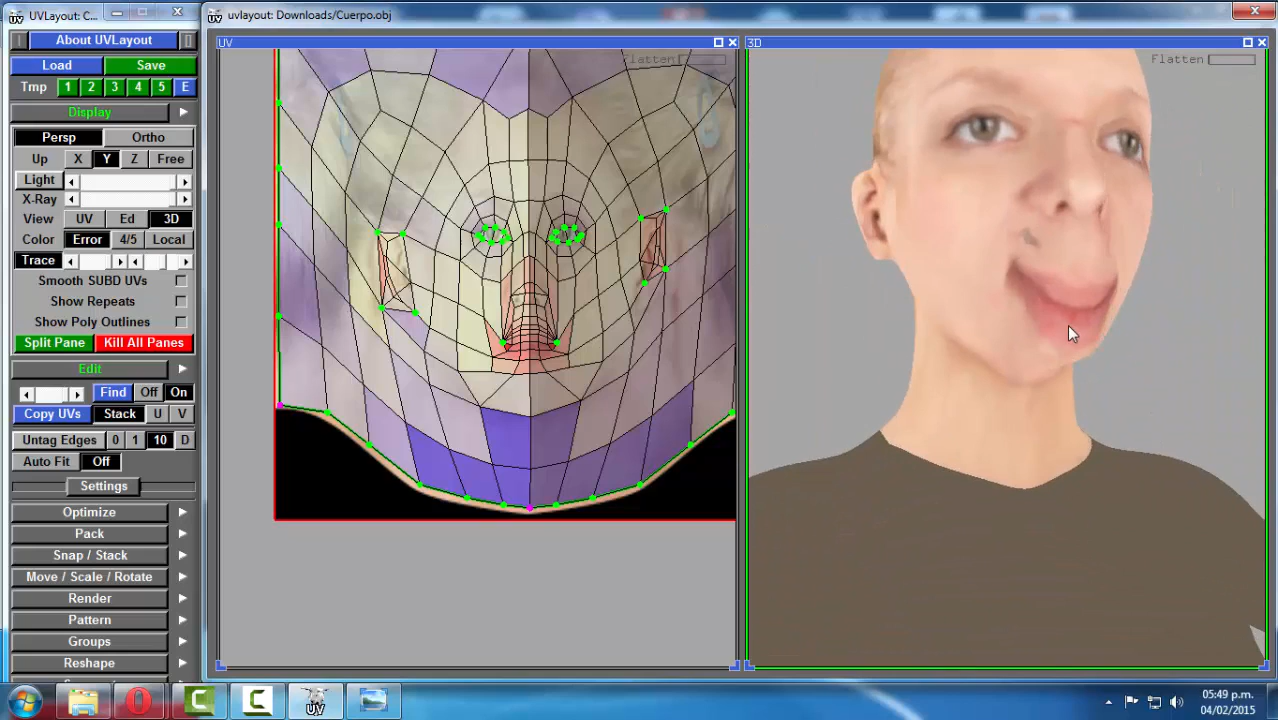 UVLayout: C...
uvlayout: Downloads/Cuerpo.obj
About UVLayout
Load Save
Tmp 1 2 3 4 5 E
Display
Persp Ortho
Up X Y Z Free
Light
X-Ray
View UV Ed 3D
Color Error 4/5 Local
Trace
Smooth SUBD UVs
Show Repeats
Show Poly Outlines
Split Pane Kill All Panes
Edit
Find Off On
Copy UVs Stack U V
Untag Edges 0 1 10 D
Auto Fit Off
Settings
Optimize
Pack
Snap / Stack
Move / Scale / Rotate
Render
Pattern
Groups
Reshape
UV
Flatten
3D
Flatten
UV
05:49 p.m.
04/02/2015